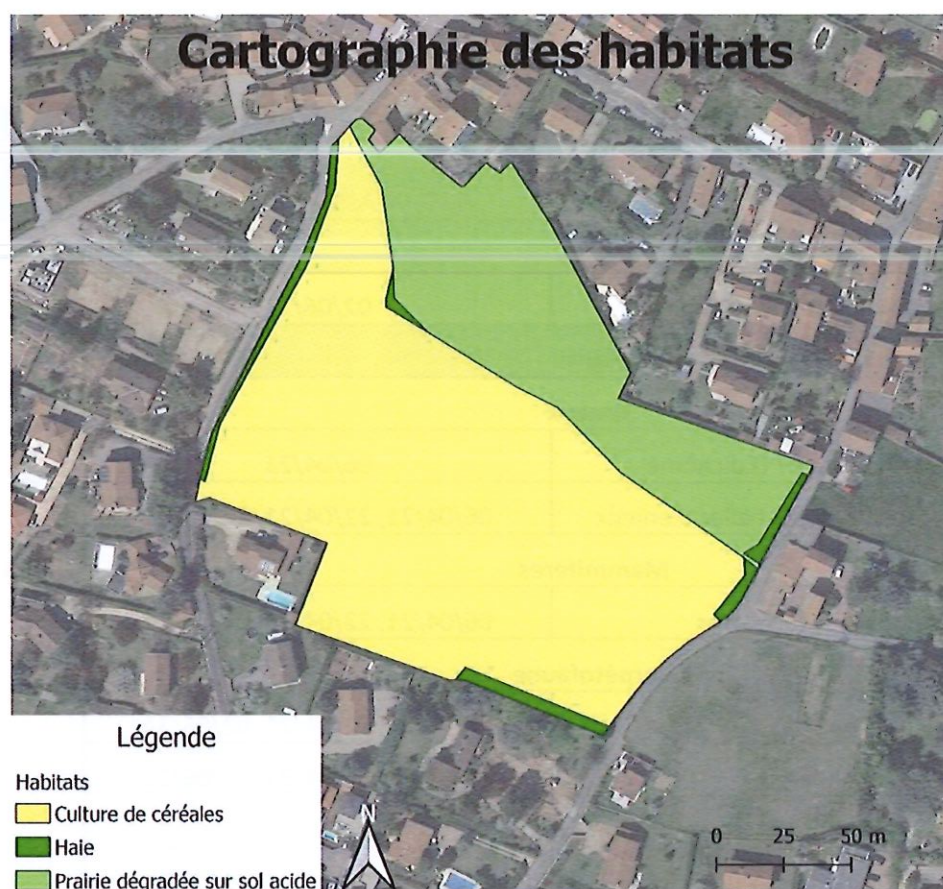 Cartographie des habitats
Légende
Habitats
Culture de céréales
Haie
Prairie dégradée sur sol acide
N
0 25 50 m